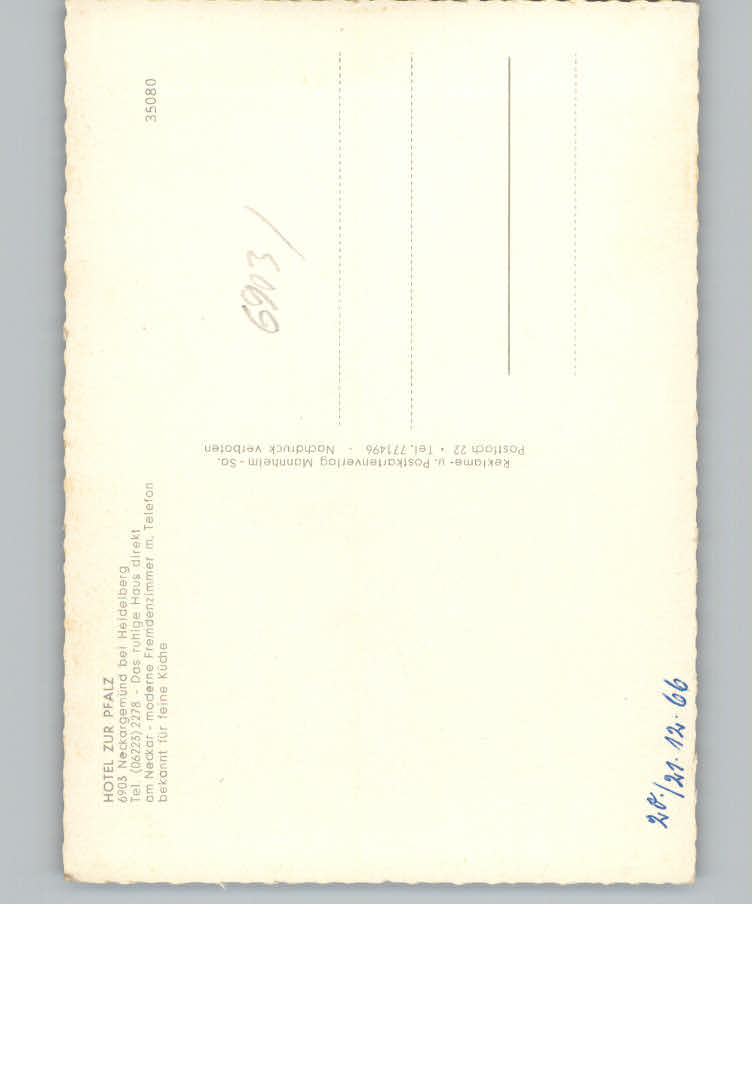 HOTEL ZUR PFALZ
6903 Neckargemünd bei Heidelberg
Tel. (06223) 2278 - Das ruhige Haus direkt
am Neckar - moderne Fremdenzimmer m. Telefon
bekannt für feine Küche
35080
6903 /
Reklame- u. Postkartenverlag Mannheim - Sa.
Postfach 22 • Tel. 771496 - Nachdruck verboten
20./21.12.66